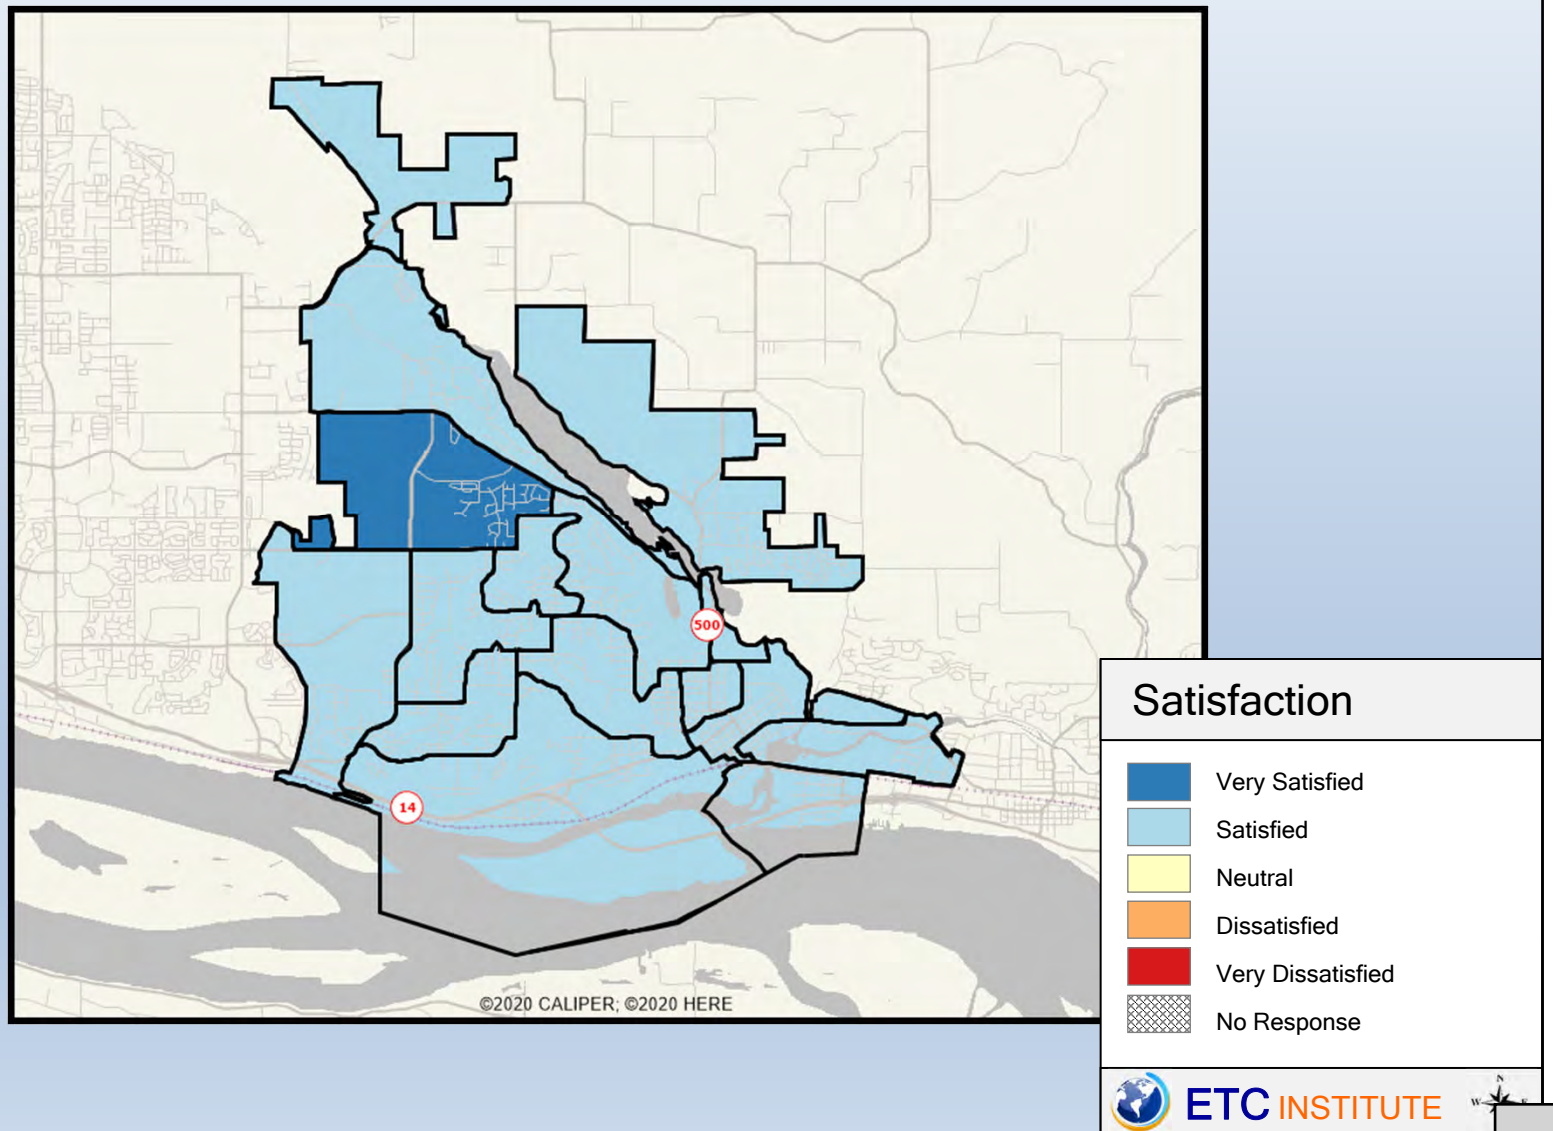 500
14
©2020 CALIPER; ©2020 HERE
Satisfaction
Very Satisfied
Satisfied
Neutral
Dissatisfied
Very Dissatisfied
No Response
ETC INSTITUTE
N
W
E